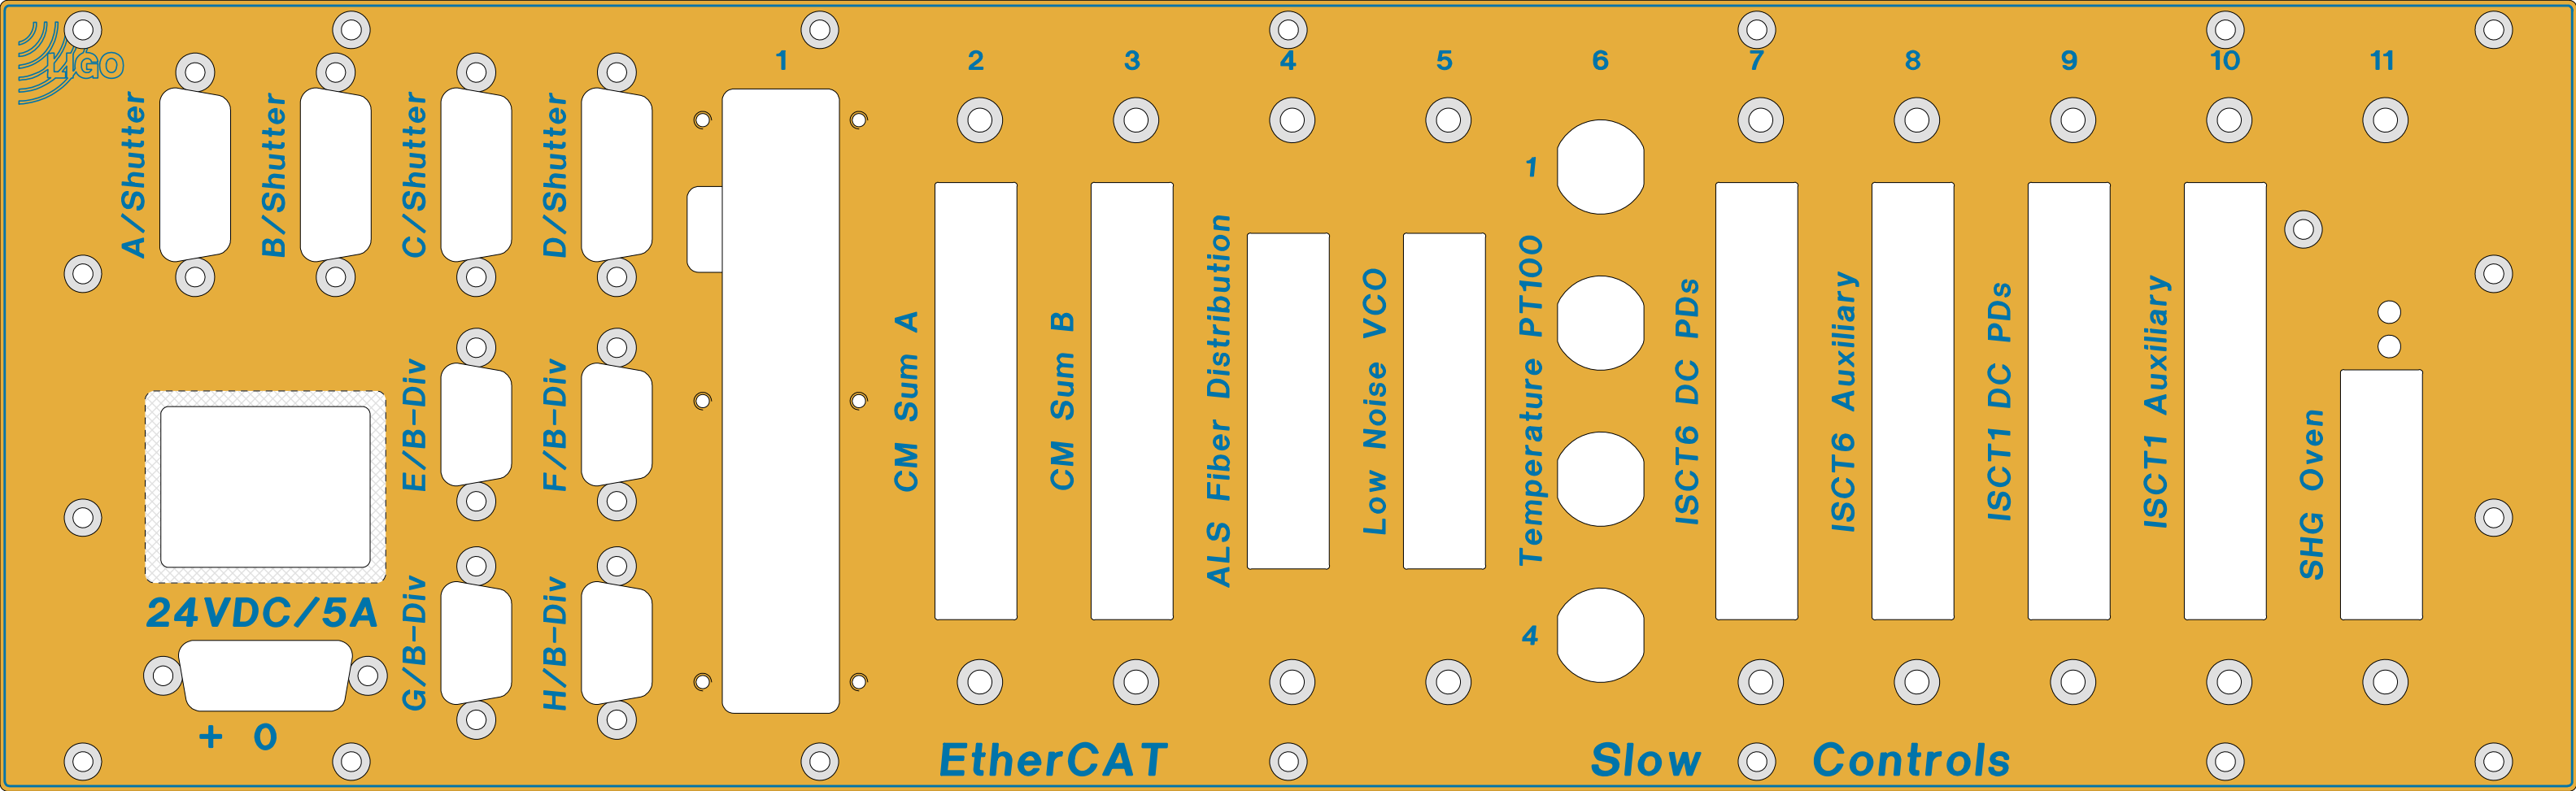 LIGO
1 2 3 4 5 6 7 8 9 10 11
A/Shutter
B/Shutter
C/Shutter
D/Shutter
E/B-Div
F/B-Div
G/B-Div
H/B-Div
24VDC/5A
+ 0
CM Sum A
CM Sum B
ALS Fiber Distribution
Low Noise VCO
Temperature PT100
1
4
ISCT6 DC PDs
ISCT6 Auxiliary
ISCT1 DC PDs
ISCT1 Auxiliary
SHG Oven
EtherCAT Slow Controls